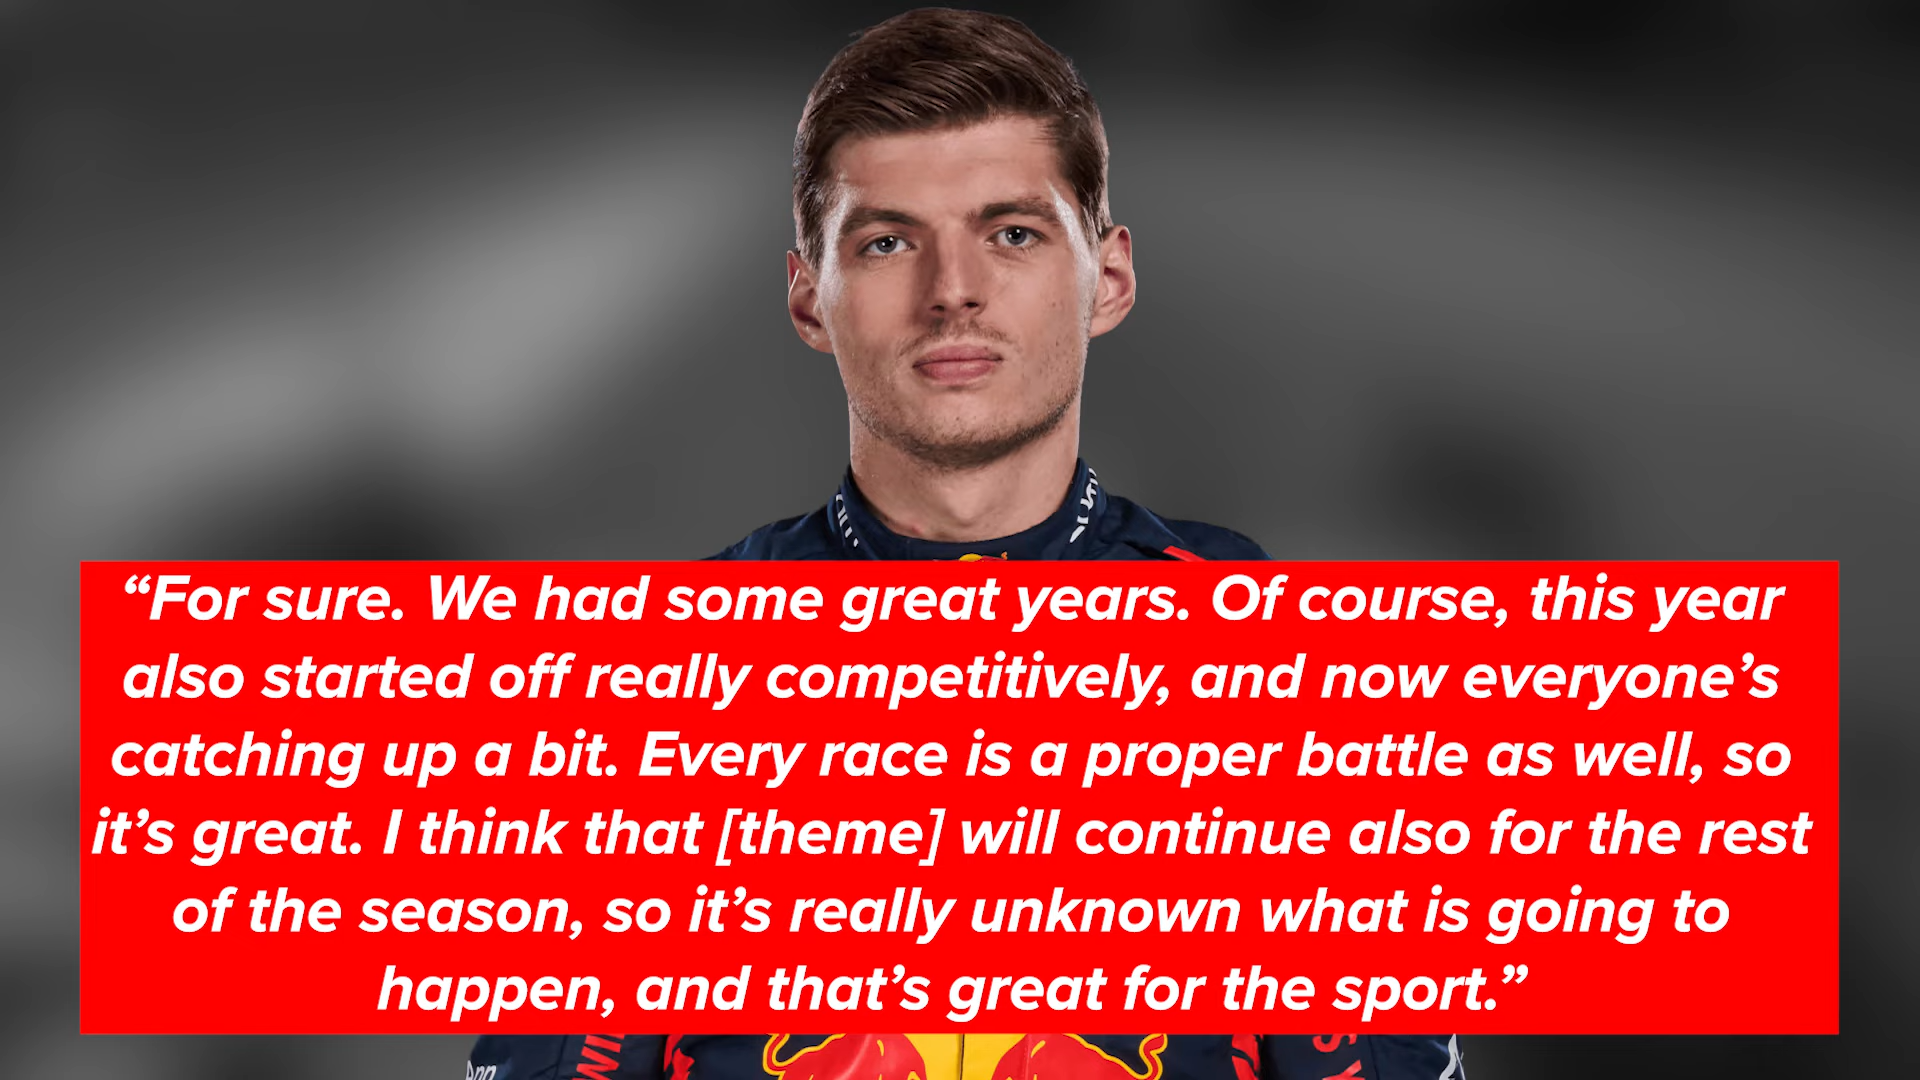 “For sure. We had some great years. Of course, this year
also started off really competitively, and now everyone’s
catching up a bit. Every race is a proper battle as well, so
it’s great. I think that [theme] will continue also for the rest
of the season, so it’s really unknown what is going to
happen, and that’s great for the sport.”